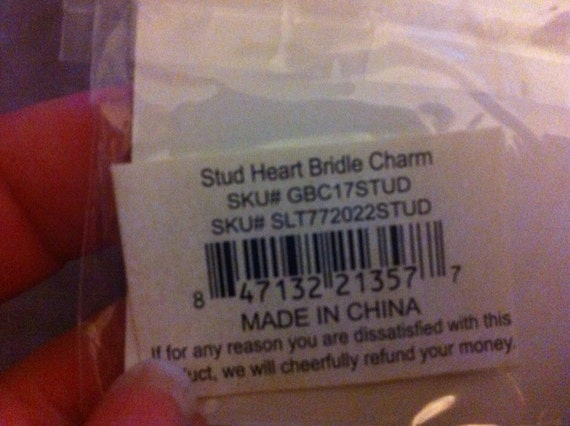 Stud Heart Bridle Charm
SKU# GBC17STUD
SKU# SLT772022STUD
8 47132 21357 7
MADE IN CHINA
If for any reason you are dissatisfied with this
uct, we will cheerfully refund your money.